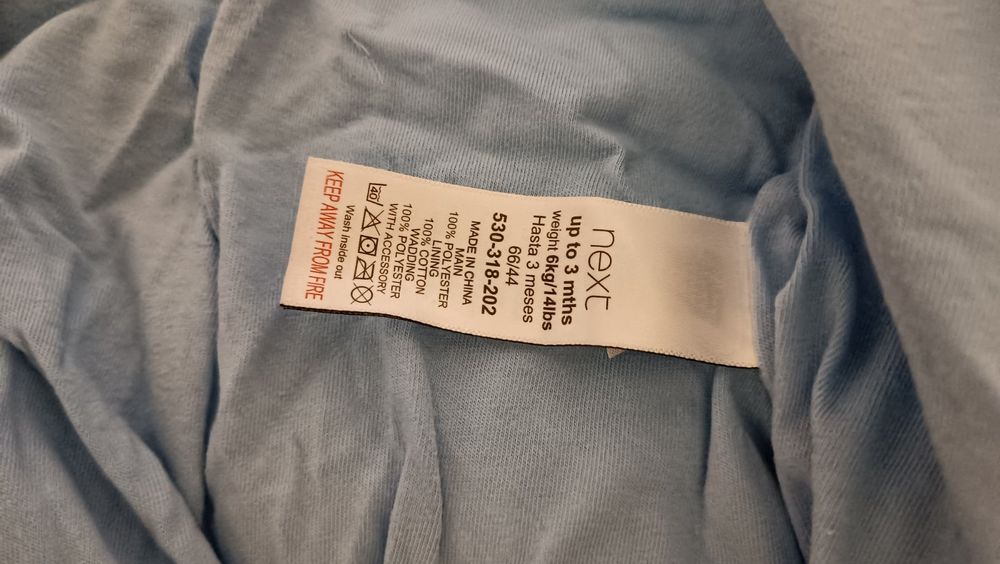 next
up to 3 mths
weight 6kg/14lbs
Hasta 3 meses
66/44
530-318-202
MADE IN CHINA
MAIN
100% POLYESTER
LINING
100% COTTON
WADDING
100% POLYESTER
WITH ACCESSORY
40
Wash inside out
KEEP AWAY FROM FIRE